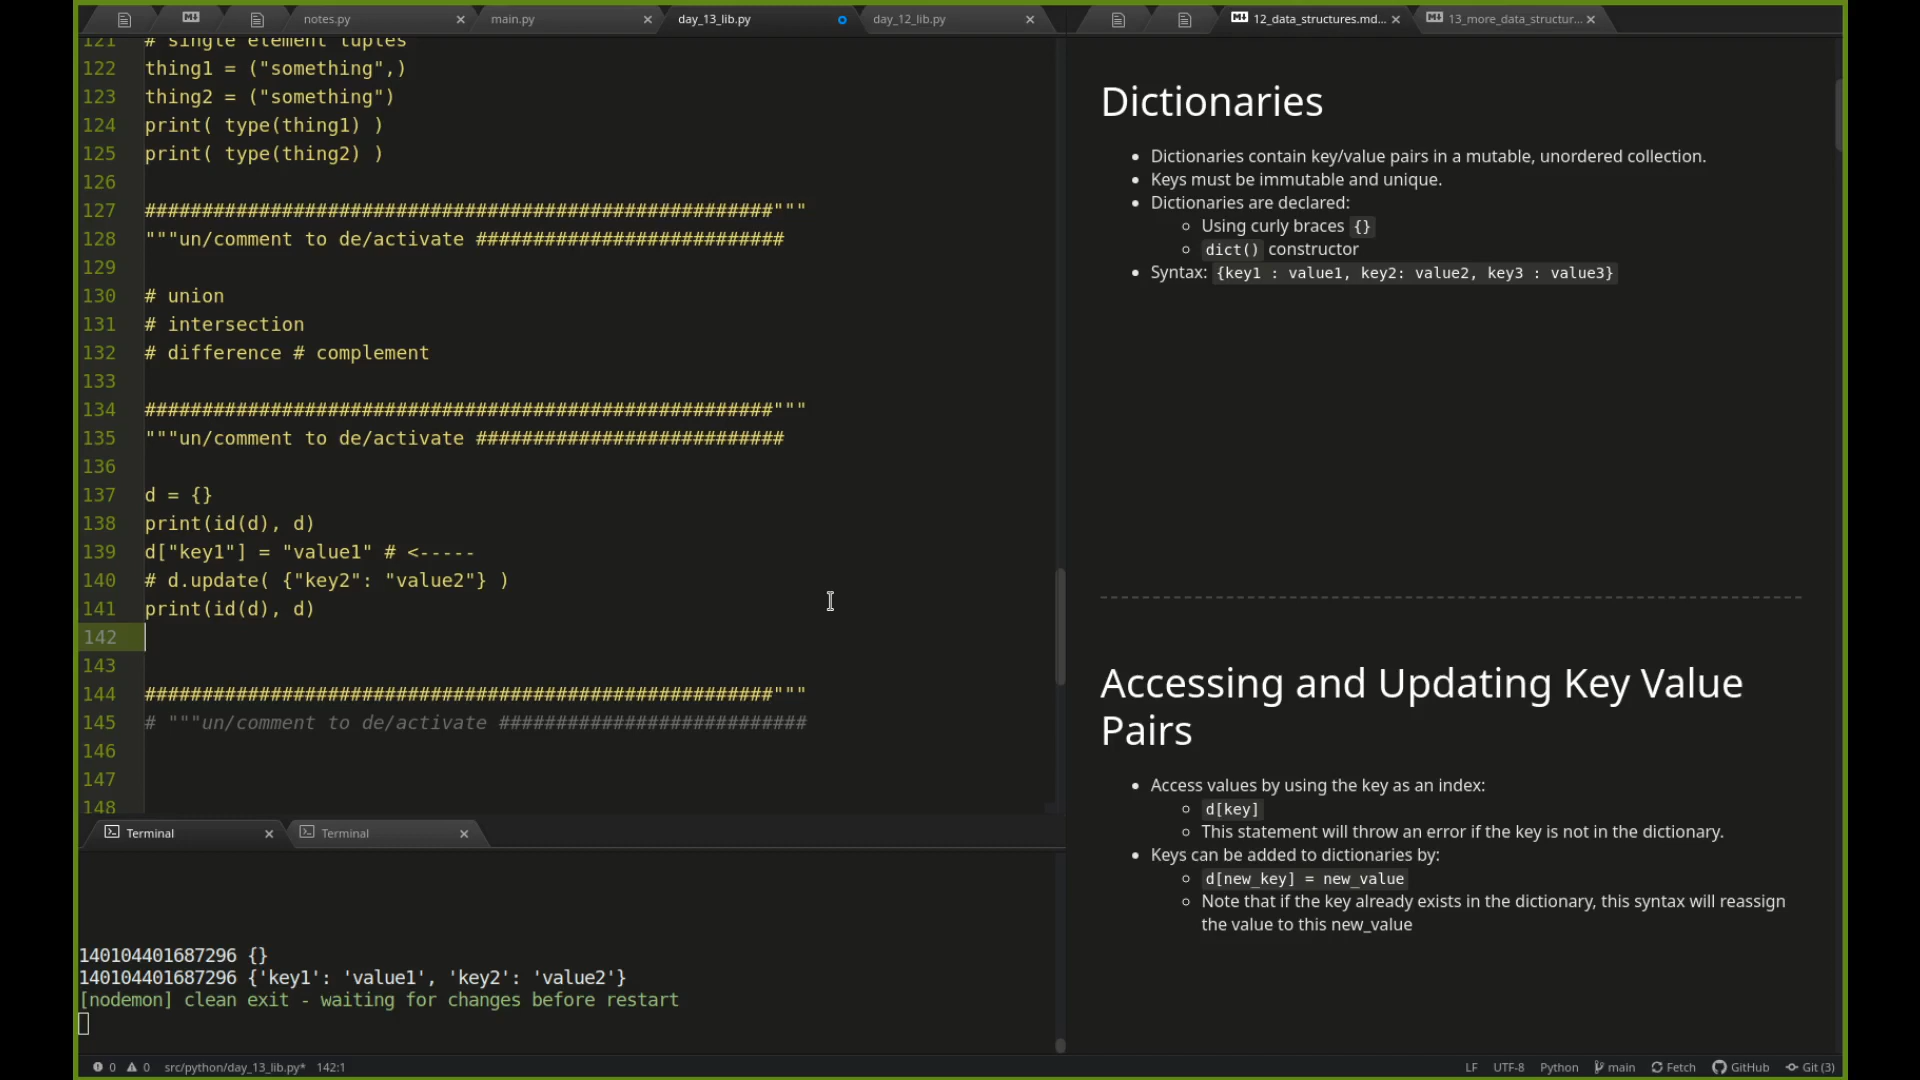 notes.py
main.py
day_13_lib.py
day_12_lib.py
12_data_structures.md...
13_more_data_structur...
121 # single element tuples
122 thing1 = ("something",)
123 thing2 = ("something")
124 print( type(thing1) )
125 print( type(thing2) )
126
127 #######################################################"""
128 """un/comment to de/activate ###########################
129
130 # union
131 # intersection
132 # difference # complement
133
134 #######################################################"""
135 """un/comment to de/activate ###########################
136
137 d = {}
138 print(id(d), d)
139 d["key1"] = "value1" # <-----
140 # d.update( {"key2": "value2"} )
141 print(id(d), d)
142
143
144 #######################################################"""
145 # """un/comment to de/activate ###########################
146
147
148
Terminal
Terminal
140104401687296 {}
140104401687296 {'key1': 'value1', 'key2': 'value2'}
[nodemon] clean exit - waiting for changes before restart
Dictionaries
• Dictionaries contain key/value pairs in a mutable, unordered collection.
• Keys must be immutable and unique.
• Dictionaries are declared:
◦ Using curly braces {}
◦ dict() constructor
• Syntax: {key1 : value1, key2: value2, key3 : value3}
Accessing and Updating Key Value
Pairs
• Access values by using the key as an index:
◦ d[key]
◦ This statement will throw an error if the key is not in the dictionary.
• Keys can be added to dictionaries by:
◦ d[new_key] = new_value
◦ Note that if the key already exists in the dictionary, this syntax will reassign
the value to this new_value
0 0 src/python/day_13_lib.py* 142:1
LF UTF-8 Python main Fetch GitHub Git (3)